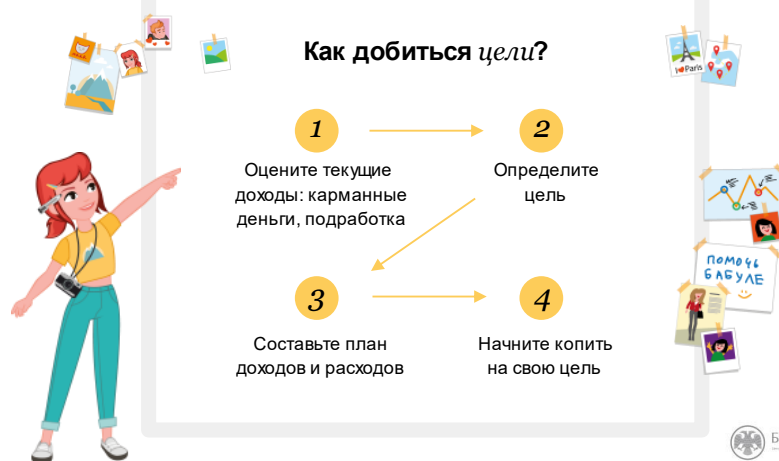 Как добиться цели?
I Paris
1
2
Оцените текущие
доходы: карманные
деньги, подработка
Определите
цель
помочь
бабуле
3
4
Составьте план
доходов и расходов
Начните копить
на свою цель
Б